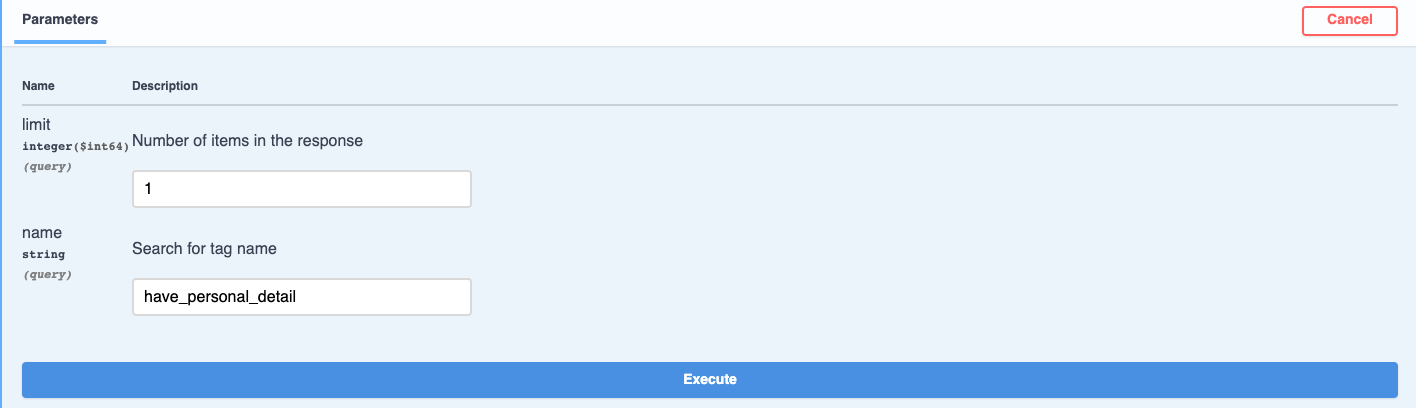 Parameters
Cancel
Name Description
limit
integer($int64)
(query)
Number of items in the response
1
name
string
(query)
Search for tag name
have_personal_detail
Execute